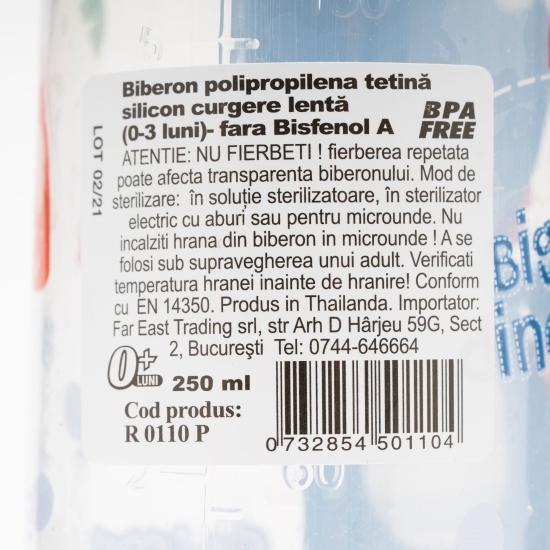 Biberon polipropilena tetină
silicon curgere lentă
(0-3 luni)- fara Bisfenol A
BPA
FREE
LOT 02/21
ATENTIE: NU FIERBETI ! fierberea repetata
poate afecta transparenta biberonului. Mod de
sterilizare: în soluție sterilizatoare, în sterilizator
electric cu aburi sau pentru microunde. Nu
incalziti hrana din biberon in microunde ! A se
folosi sub supravegherea unui adult. Verificati
temperatura hranei inainte de hranire! Conform
cu EN 14350. Produs in Thailanda. Importator:
Far East Trading srl, str Arh D Hârjeu 59G, Sect
2, Bucureşti Tel: 0744-646664
0+
LUNI
250 ml
Cod produs:
R 0110 P
0 732854 501104
60